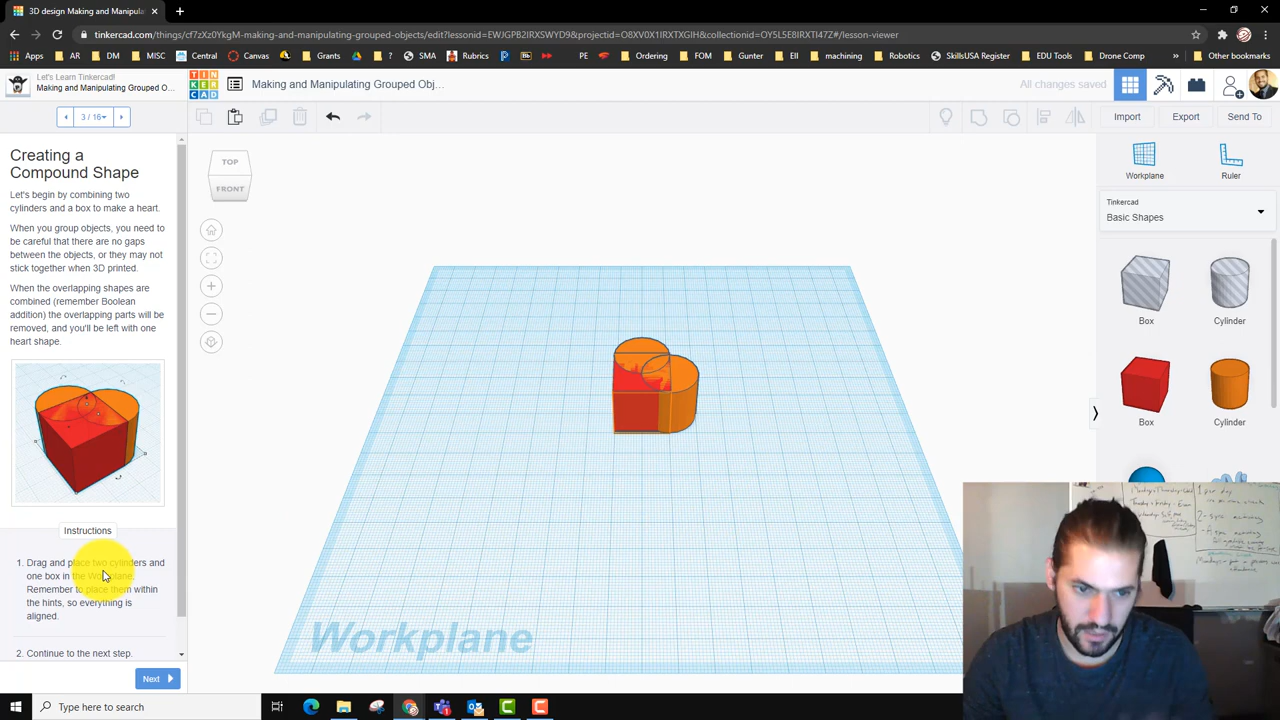 3D design Making and Manipula
tinkercad.com/things/cf7zXz0YkgM-making-and-manipulating-grouped-objects/edit?lessonid=EWJGPB2IRXSWYD9&projectid=O8XV0X1IRXTXGIH&collectionid=OY5L5E8IRXTI47Z#/lesson-viewer
Apps AR DM MISC Central Canvas Grants SMA Rubrics PE Ordering FOM Gunter Ell machining Robotics SkillsUSA Register EDU Tools Drone Comp » Other bookmarks
Let's Learn Tinkercad!
Making and Manipulating Grouped O...
TIN
KER
CAD
Making and Manipulating Grouped Obj...
All changes saved
3 / 16
Import Export Send To
Creating a
Compound Shape
Let's begin by combining two
cylinders and a box to make a heart.
When you group objects, you need to
be careful that there are no gaps
between the objects, or they may not
stick together when 3D printed.
When the overlapping shapes are
combined (remember Boolean
addition) the overlapping parts will be
removed, and you'll be left with one
heart shape.
Instructions
1. Drag and place two cylinders and
one box in the Workplane.
Remember to place them within
the hints, so everything is
aligned.
2. Continue to the next step.
Next
TOP
FRONT
Workplane
Workplane Ruler
Tinkercad
Basic Shapes
Box Cylinder
Box Cylinder
Type here to search